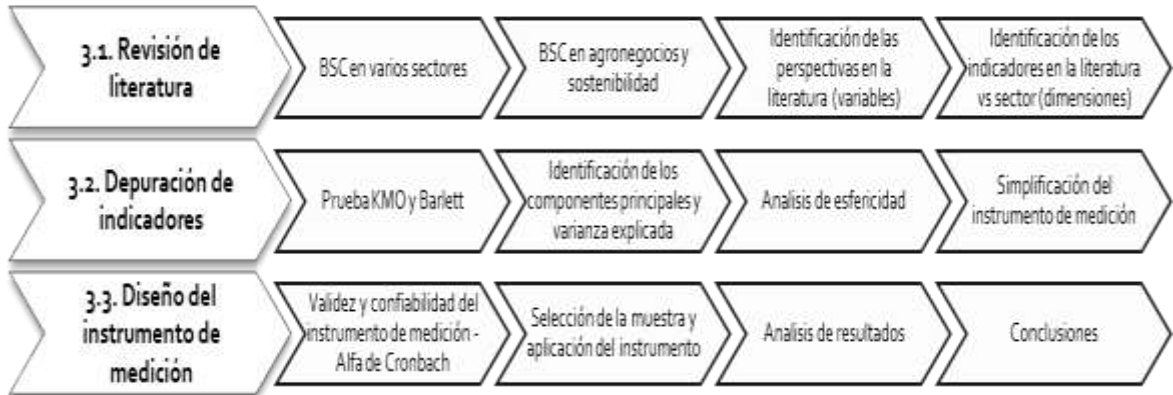 3.1. Revisión de
literatura
BSC en varios sectores
BSC en agronegocios y
sostenibilidad
Identificación de las
perspectivas en la
literatura (variables)
Identificación de los
indicadores en la literatura
vs sector (dimensiones)
3.2. Depuración de
indicadores
Prueba KMO y Barlett
Identificación de los
componentes principales y
varianza explicada
Analisis de esfericidad
Simplificación del
instrumento de medición
3.3. Diseño del
instrumento de
medición
Validez y confiabilidad del
instrumento de medición -
Alfa de Cronbach
Selección de la muestra y
aplicación del instrumento
Analisis de resultados
Conclusiones